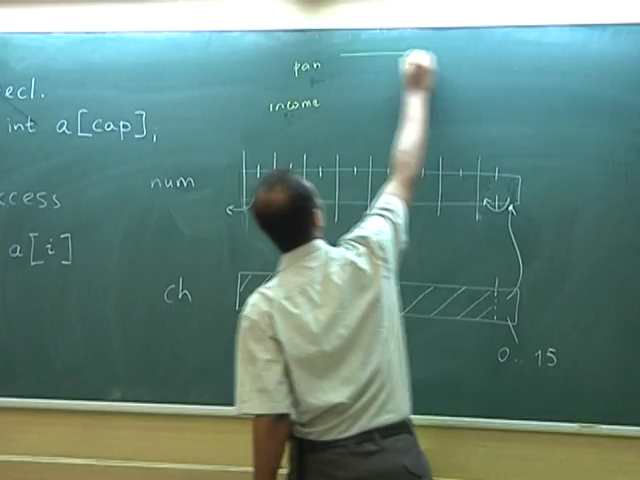 ecl.
int a[cap];
ccess
a[i]
pan
income
num
ch
0..15